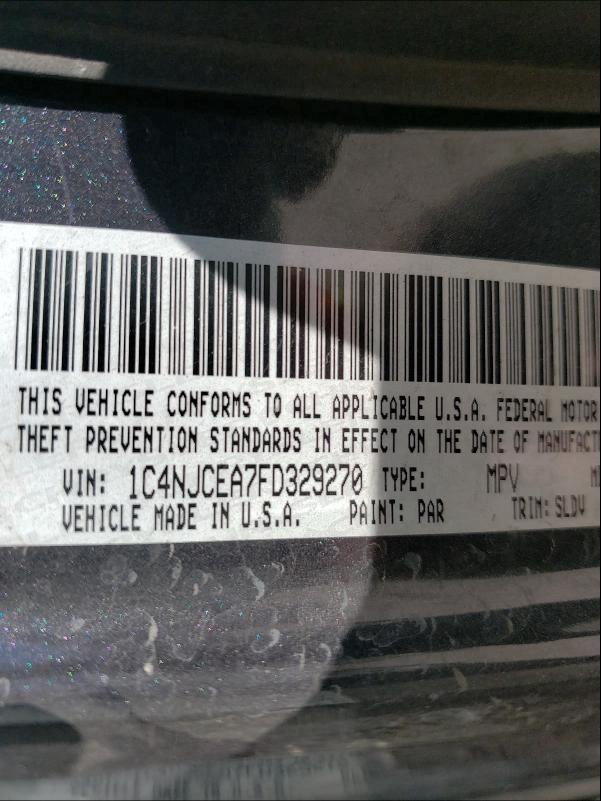 THIS VEHICLE CONFORMS TO ALL APPLICABLE U.S.A. FEDERAL MOTOR
THEFT PREVENTION STANDARDS IN EFFECT ON THE DATE OF MANUFACT
VIN: 1C4NJCEA7FD329270 TYPE: MPV
VEHICLE MADE IN U.S.A. PAINT: PAR TRIM: SLDV